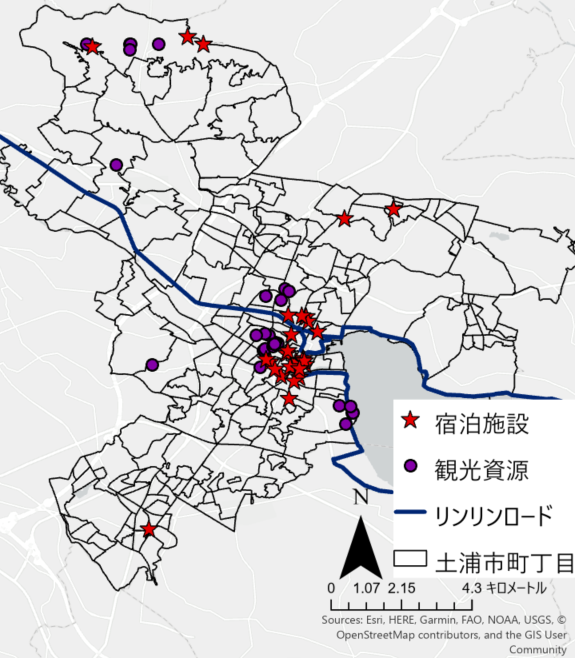 宿泊施設
観光資源
リンリンロード
土浦市町丁目
N
0 1.07 2.15 4.3 キロメートル
Sources: Esri, HERE, Garmin, FAO, NOAA, USGS, ©
OpenStreetMap contributors, and the GIS User
Community